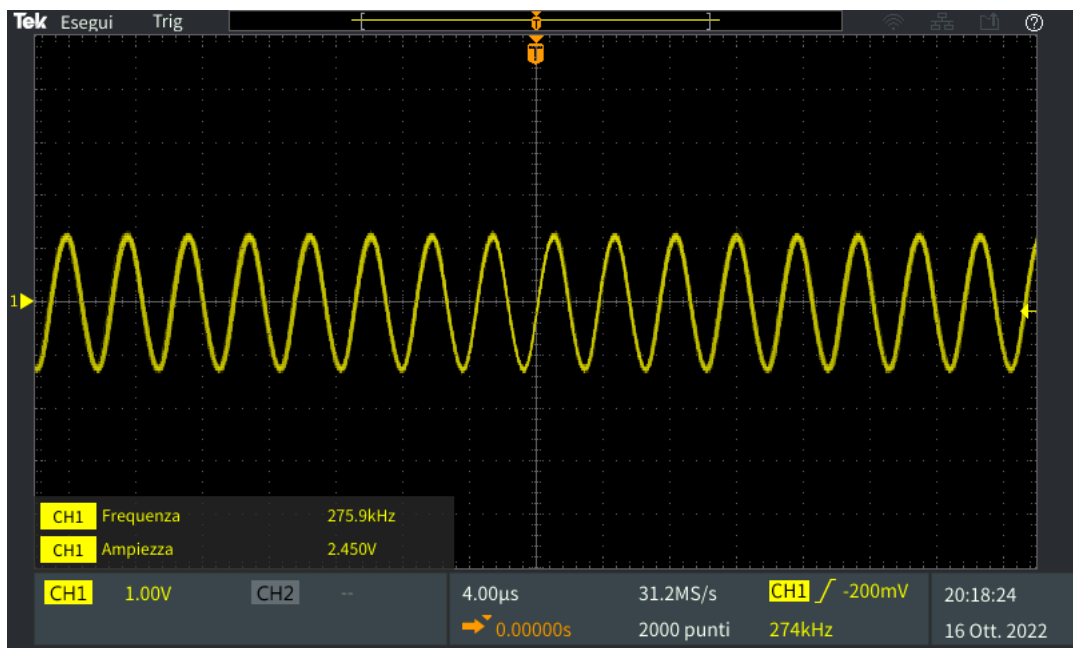 Tek Esegui Trig
T
T
1
CH1 Frequenza 275.9kHz
CH1 Ampiezza 2.450V
CH1 1.00V CH2 -- 4.00µs 31.2MS/s CH1 -200mV 20:18:24
0.00000s 2000 punti 274kHz 16 Ott. 2022